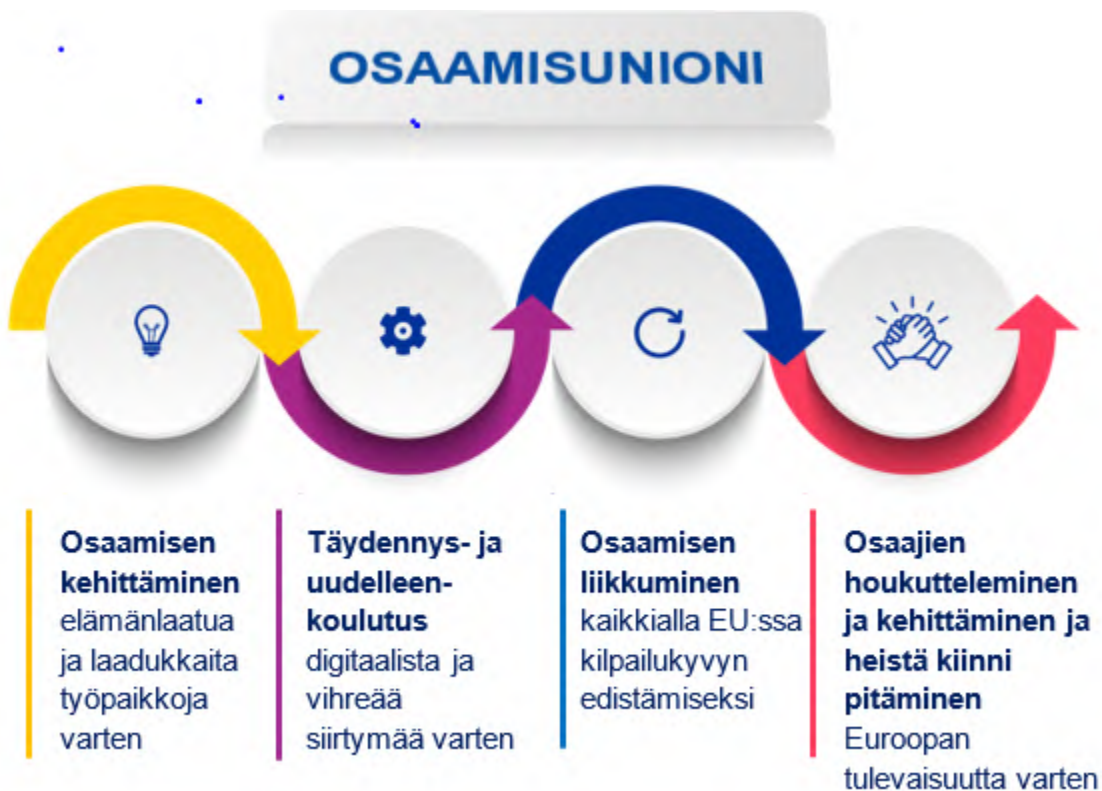 OSAAMISUNIONI
Osaamisen
kehittäminen
elämänlaatua
ja laadukkaita
työpaikkoja
varten
Täydennys- ja
uudelleen-
koulutus
digitaalista ja
vihreää
siirtymää varten
Osaamisen
liikkuminen
kaikkialla EU:ssa
kilpailukyvyn
edistämiseksi
Osaajien
houkutteleminen
ja kehittäminen ja
heistä kiinni
pitäminen
Euroopan
tulevaisuutta varten